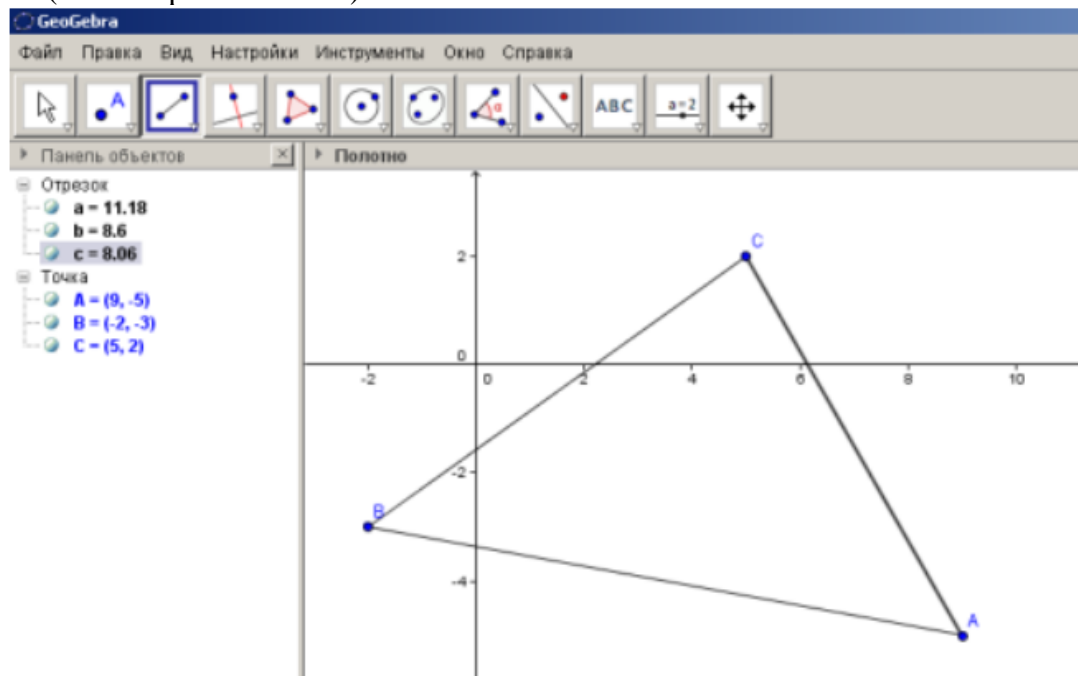 GeoGebra
Файл Правка Вид Настройки Инструменты Окно Справка
A α ABC a=2
Панель объектов
Полотно
Отрезок
a = 11.18
b = 8.6
c = 8.06
Точка
A = (9, -5)
B = (-2, -3)
C = (5, 2)
C
2
0
-2 0 2 4 6 8 10
-2
B
-4
A